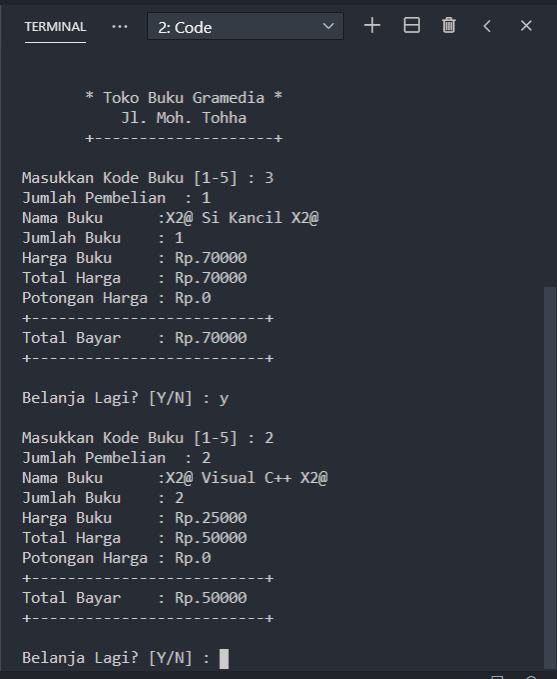 TERMINAL ... 2: Code
* Toko Buku Gramedia *
Jl. Moh. Tohha
+--------------------+
Masukkan Kode Buku [1-5] : 3
Jumlah Pembelian  : 1
Nama Buku      :X2@ Si Kancil X2@
Jumlah Buku    : 1
Harga Buku     : Rp.70000
Total Harga    : Rp.70000
Potongan Harga : Rp.0
+--------------------------+
Total Bayar    : Rp.70000
+--------------------------+
Belanja Lagi? [Y/N] : y
Masukkan Kode Buku [1-5] : 2
Jumlah Pembelian  : 2
Nama Buku      :X2@ Visual C++ X2@
Jumlah Buku    : 2
Harga Buku     : Rp.25000
Total Harga    : Rp.50000
Potongan Harga : Rp.0
+--------------------------+
Total Bayar    : Rp.50000
+--------------------------+
Belanja Lagi? [Y/N] :